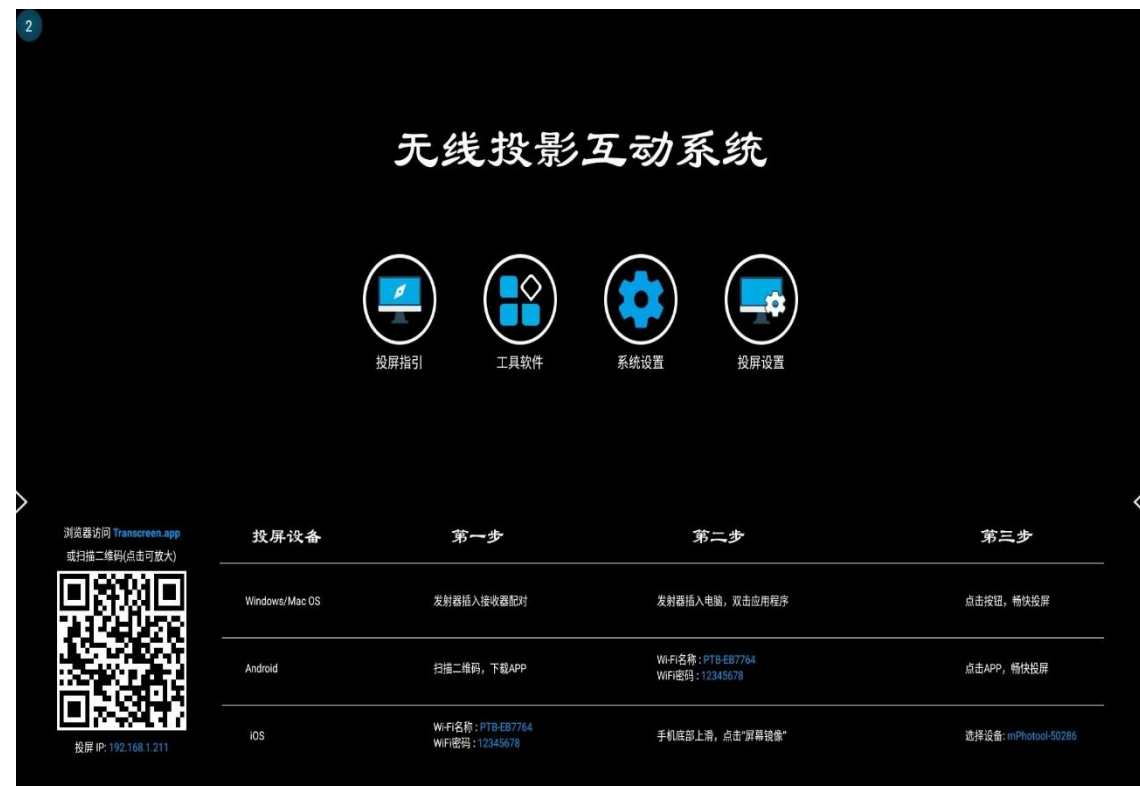 2
无线投影互动系统
投屏指引 工具软件 系统设置 投屏设置
浏览器访问 Transcreen.app
或扫描二维码(点击可放大)
投屏 IP: 192.168.1.211
投屏设备 第一步 第二步 第三步
Windows/Mac OS 发射器插入接收器配对 发射器插入电脑，双击应用程序 点击按钮，畅快投屏
Android 扫描二维码，下载APP Wi-Fi名称 : PTB-EB7764 点击APP，畅快投屏
WiFi密码 : 12345678
iOS Wi-Fi名称 : PTB-EB7764 手机底部上滑，点击“屏幕镜像” 选择设备: mPhotool-50286
WiFi密码 : 12345678